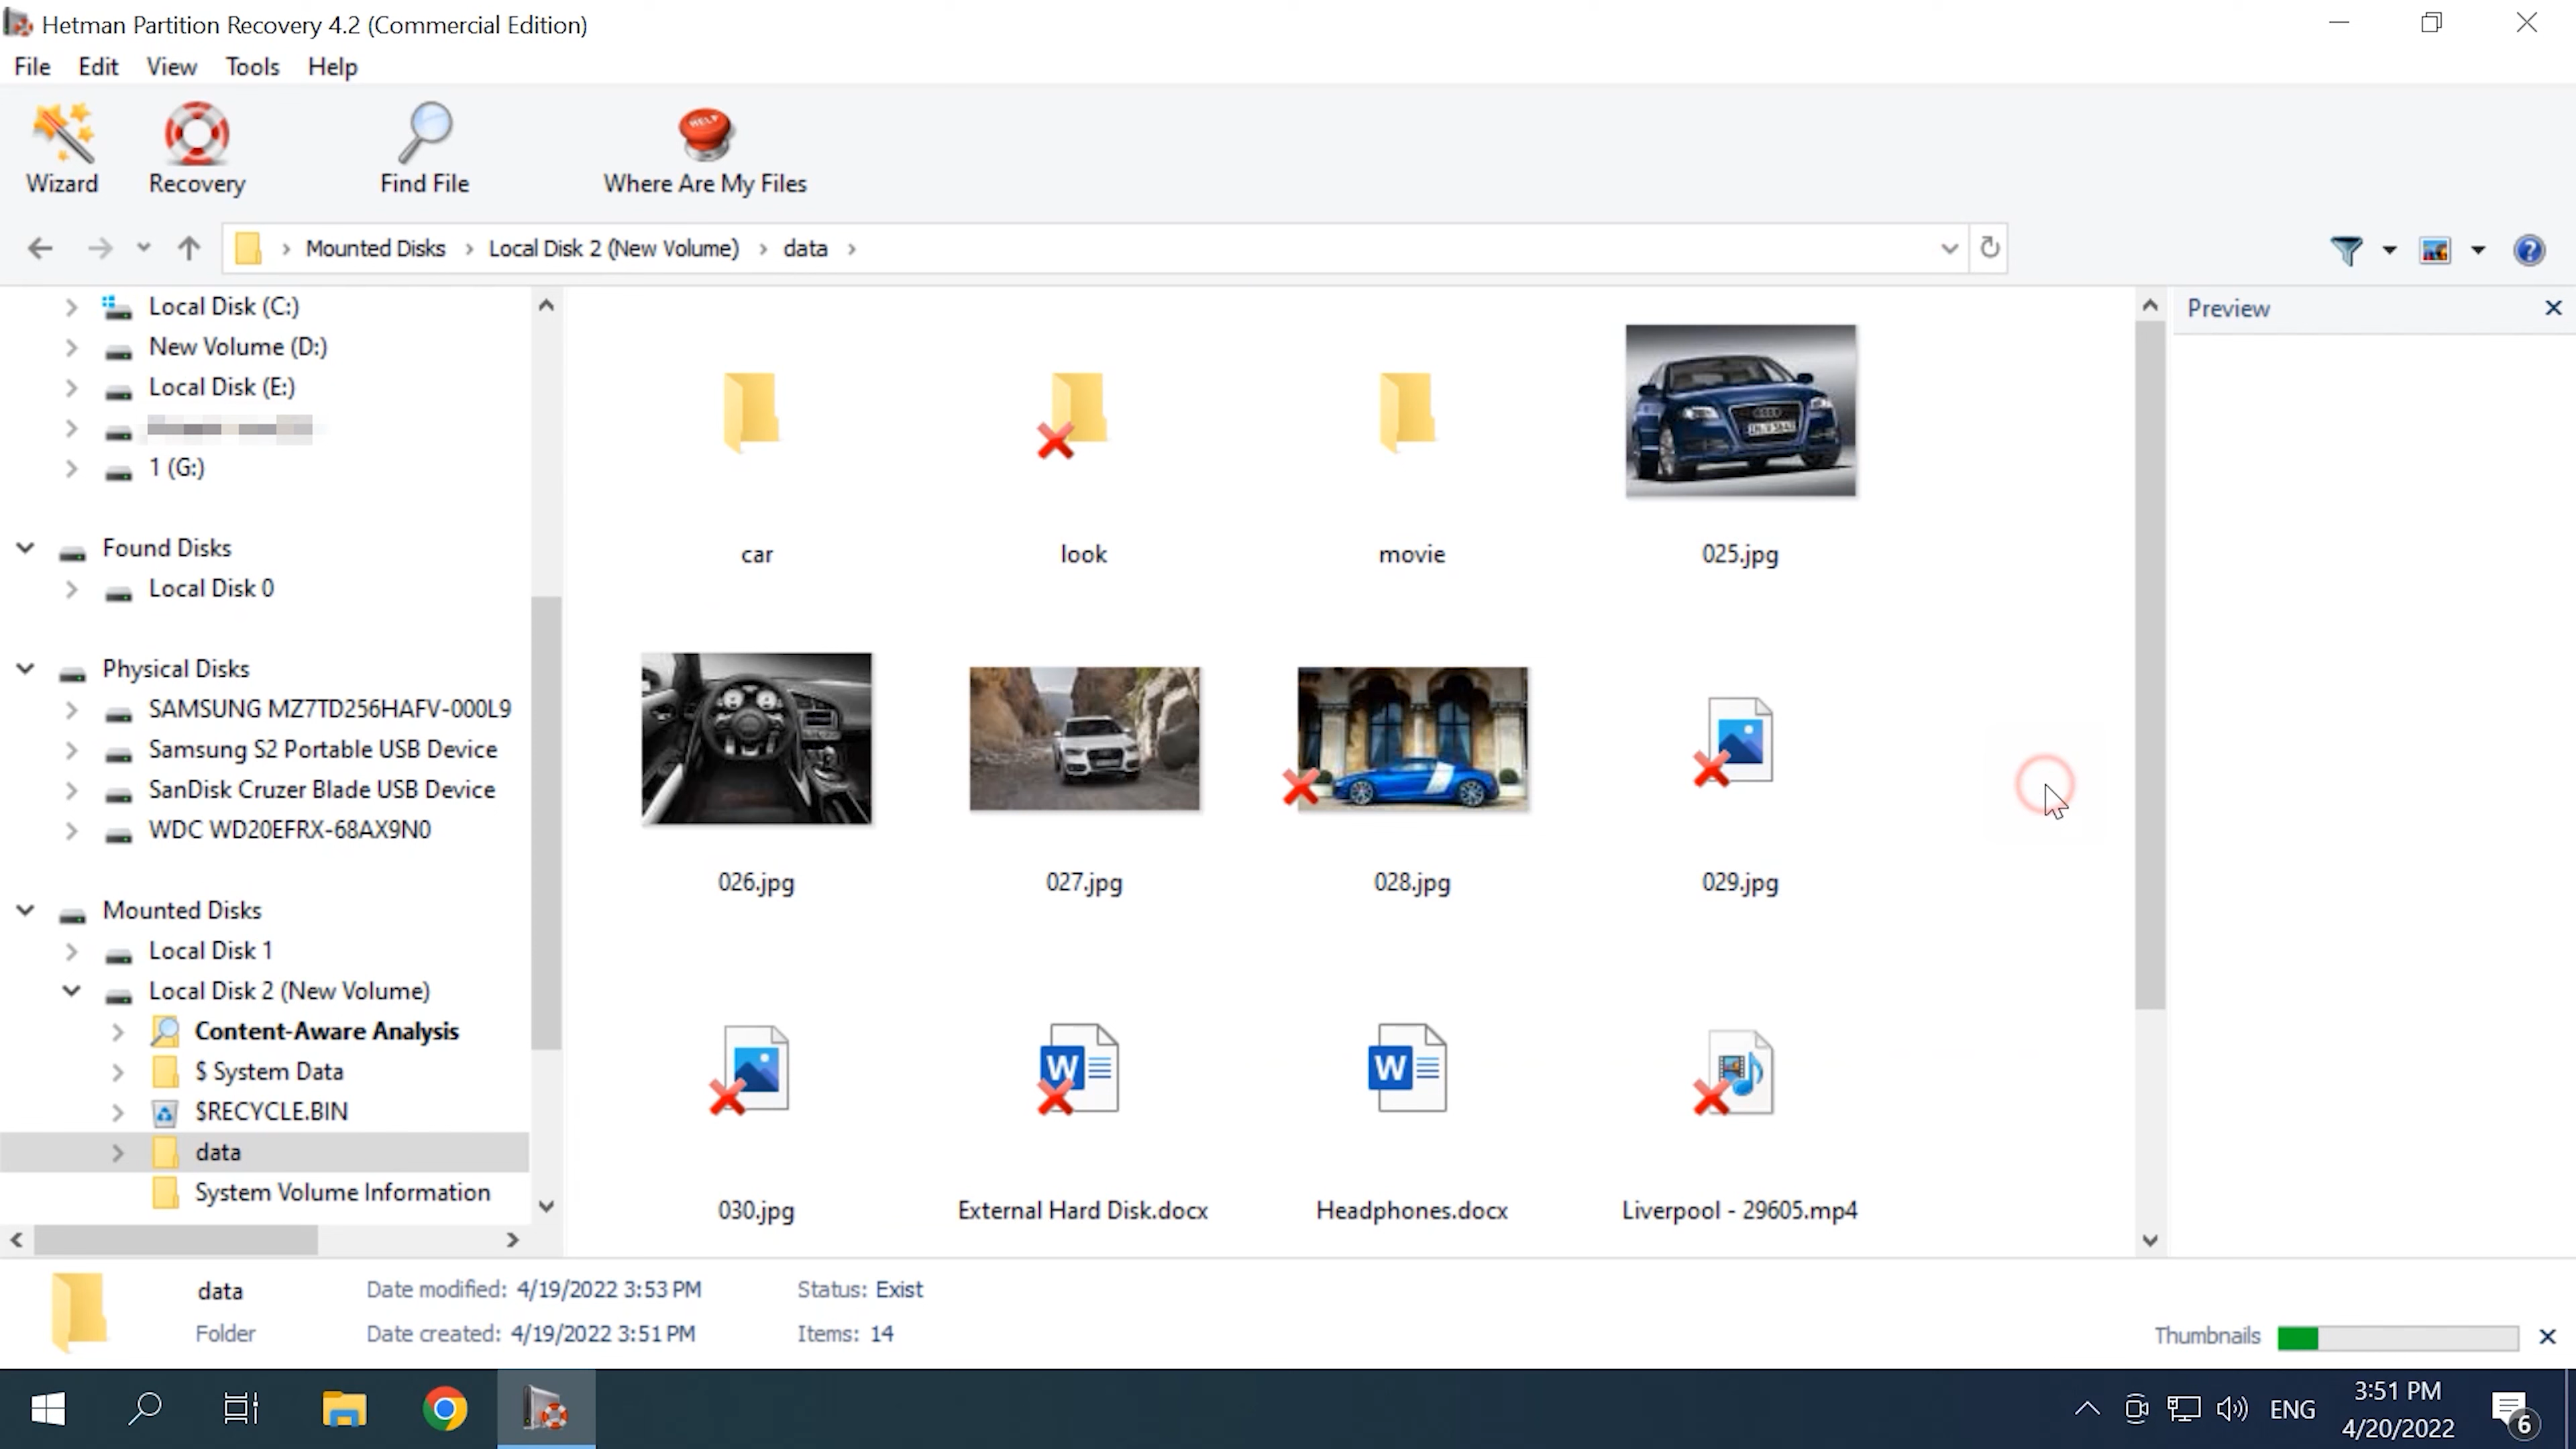 Hetman Partition Recovery 4.2 (Commercial Edition)
File Edit View Tools Help
HELP
Wizard Recovery Find File Where Are My Files
Mounted Disks Local Disk 2 (New Volume) data
Local Disk (C:)
New Volume (D:)
Local Disk (E:)
1 (G:)
Found Disks
Local Disk 0
Physical Disks
SAMSUNG MZ7TD256HAFV-000L9
Samsung S2 Portable USB Device
SanDisk Cruzer Blade USB Device
WDC WD20EFRX-68AX9N0
Mounted Disks
Local Disk 1
Local Disk 2 (New Volume)
Content-Aware Analysis
$ System Data
$RECYCLE.BIN
data
System Volume Information
car look movie 025.jpg
026.jpg 027.jpg 028.jpg 029.jpg
W W
030.jpg External Hard Disk.docx Headphones.docx Liverpool - 29605.mp4
Preview
data Date modified: 4/19/2022 3:53 PM Status: Exist
Folder Date created: 4/19/2022 3:51 PM Items: 14
Thumbnails
ENG
3:51 PM
4/20/2022
6